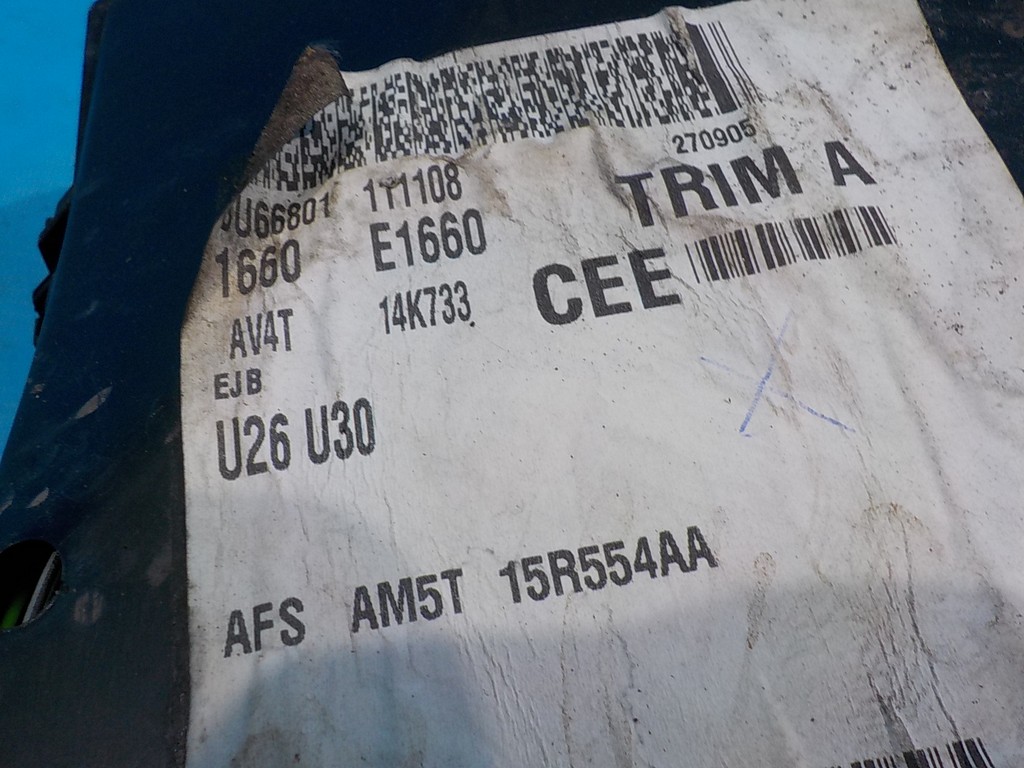 270905
U66801 1T1108 TRIM A
1660 E1660 CEE
AV4T 14K733
EJB
U26 U30
AFS AM5T 15R554AA